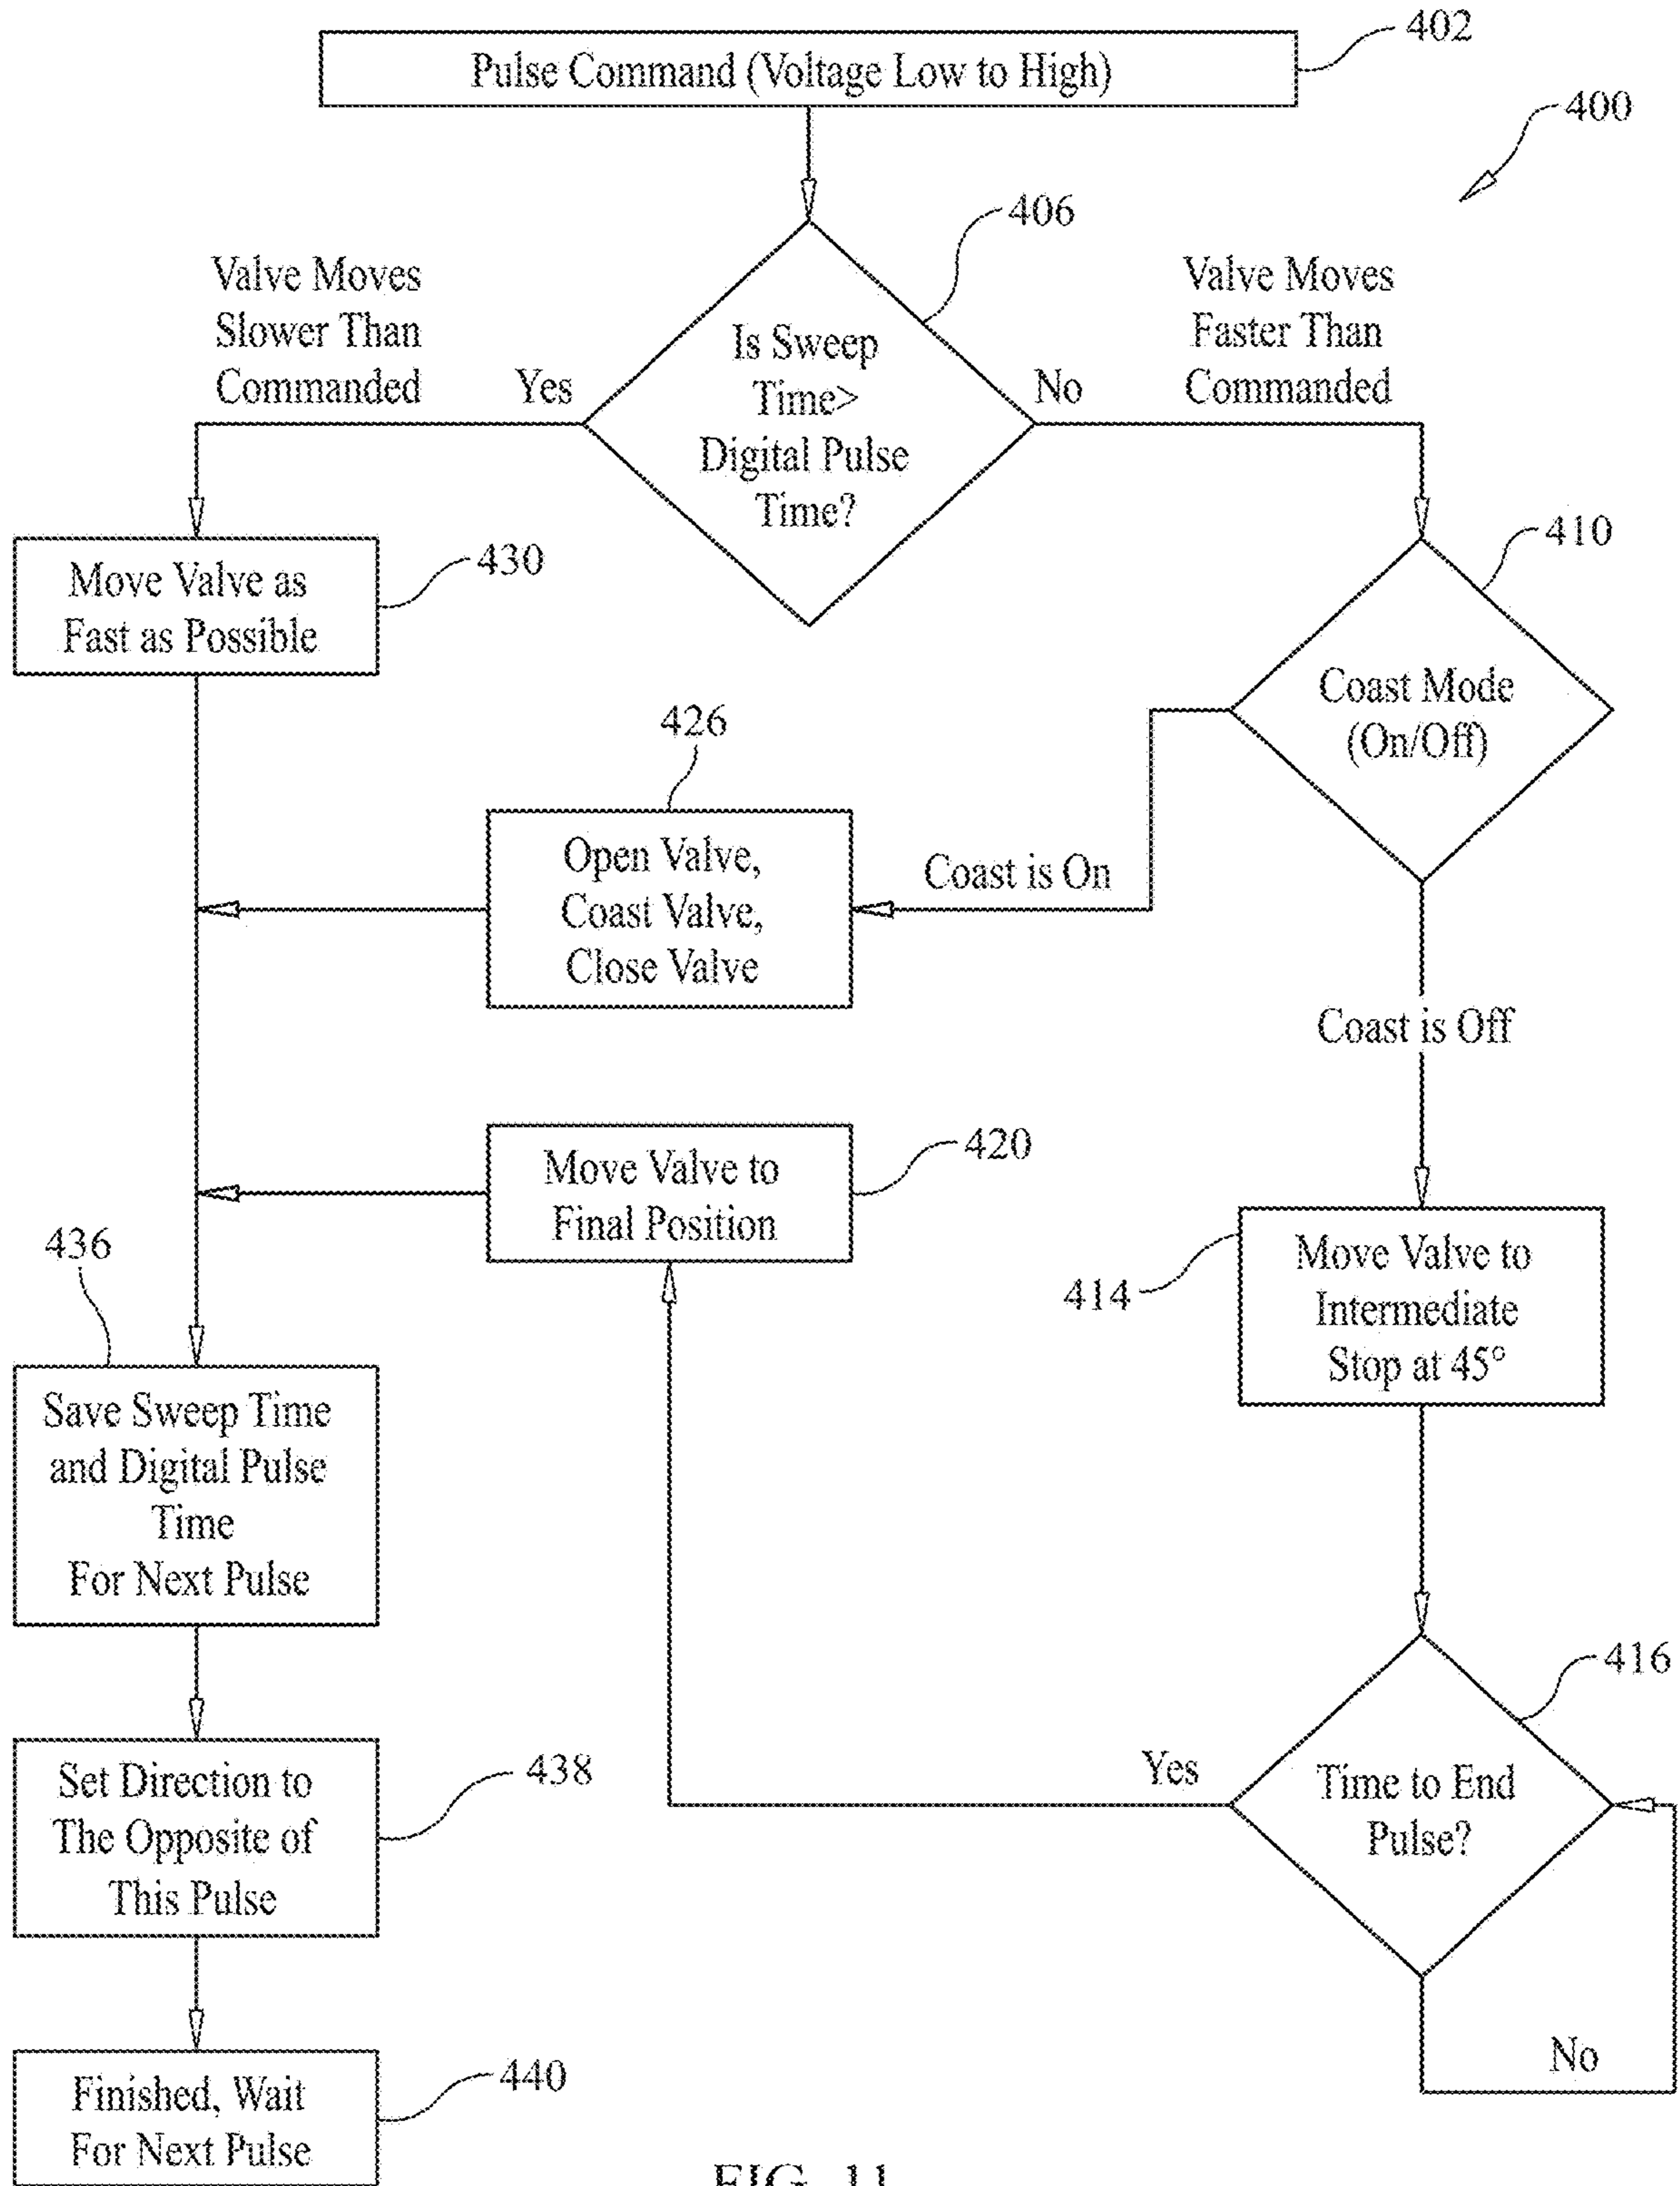 402
Pulse Command (Voltage Low to High)
400
406
Valve Moves
Slower Than
Commanded
Yes
Is Sweep
Time>
Digital Pulse
Time?
No
Valve Moves
Faster Than
Commanded
410
430
Move Valve as
Fast as Possible
Coast Mode
(On/Off)
426
Open Valve,
Coast Valve,
Close Valve
Coast is On
Coast is Off
420
Move Valve to
Final Position
436
414
Move Valve to
Intermediate
Stop at 45°
Save Sweep Time
and Digital Pulse
Time
For Next Pulse
416
Yes
Time to End
Pulse?
Set Direction to
The Opposite of
This Pulse
438
No
Finished, Wait
For Next Pulse
440
FIG. 11